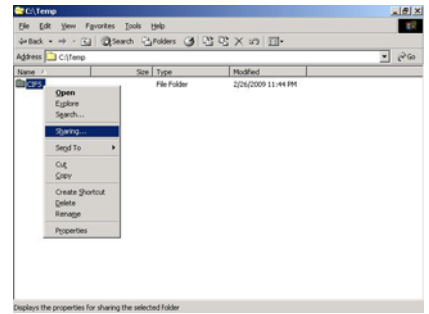 C:\Temp
File Edit View Favorites Tools Help
Back Search Folders
Address C:\Temp Go
Name Size Type Modified
CIFS File Folder 2/26/2009 11:44 PM
Open
Explore
Search...
Sharing...
Send To
Cut
Copy
Create Shortcut
Delete
Rename
Properties
Displays the properties for sharing the selected folder